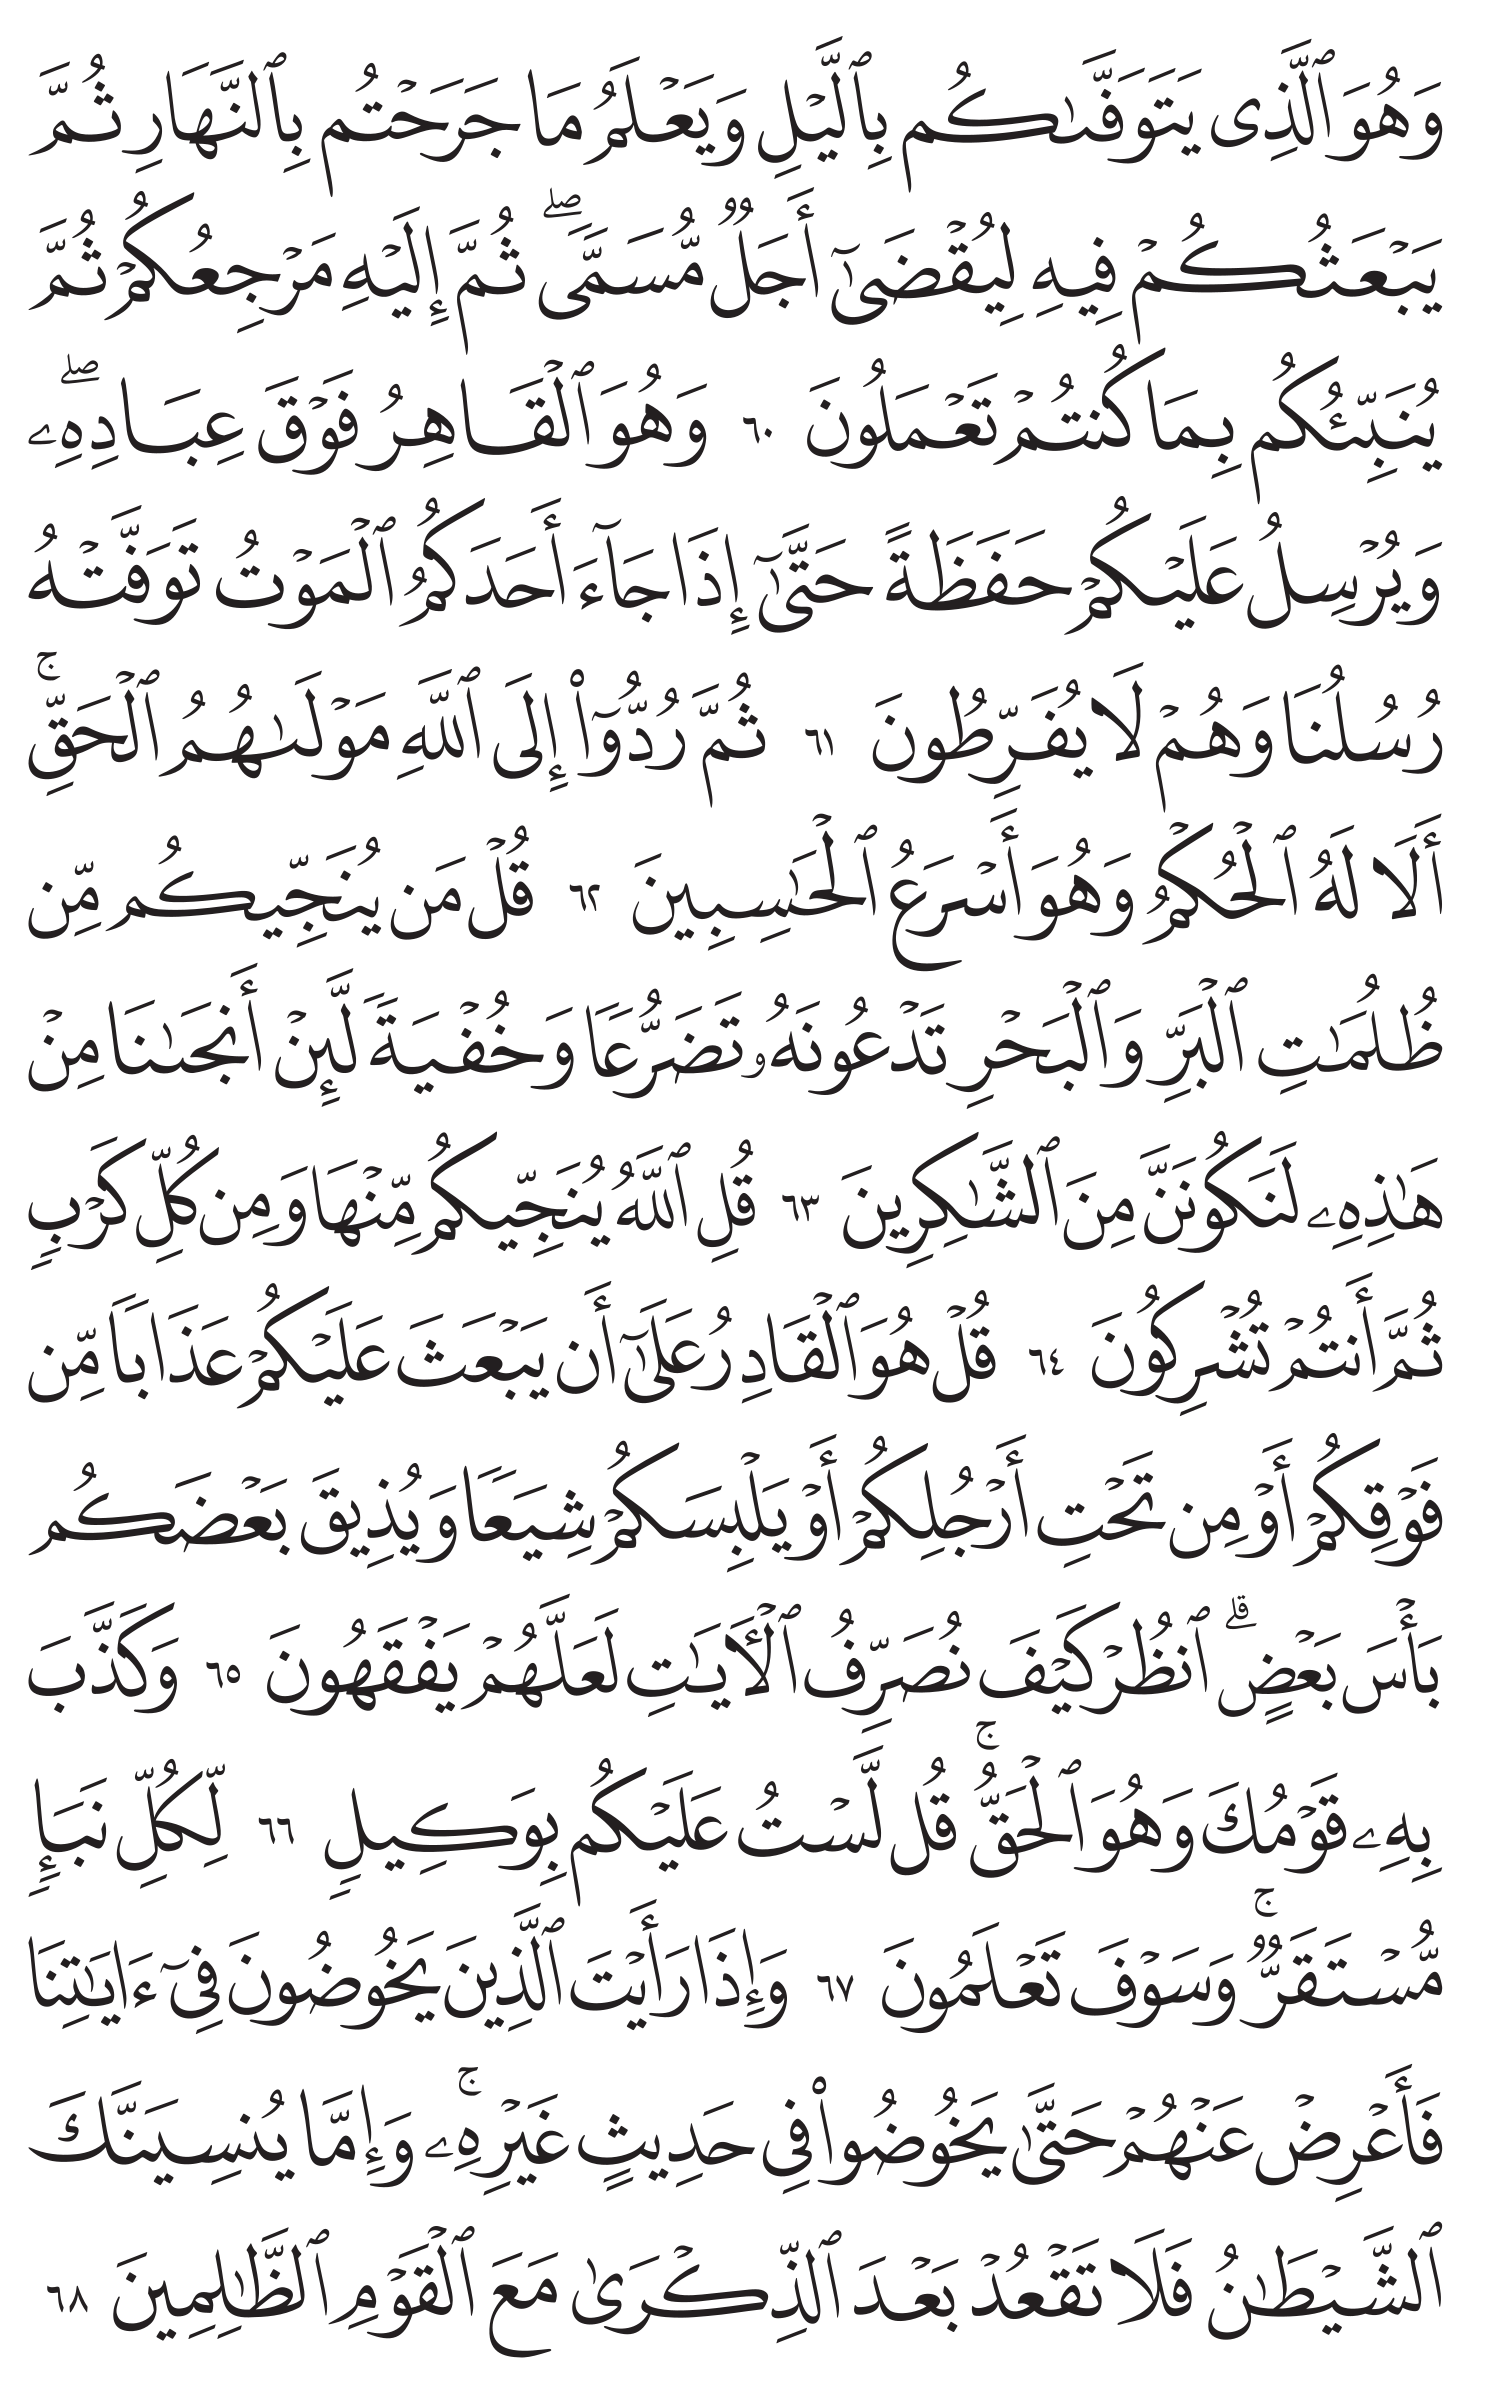 وَهُوَ ٱلَّذِى يَتَوَفَّىٰكُم بِٱلَّيْلِ وَيَعْلَمُ مَا جَرَحْتُم بِٱلنَّهَارِ ثُمَّ
يَبْعَثُكُمْ فِيهِ لِيُقْضَىٰٓ أَجَلٌ مُّسَمًّى ۖ ثُمَّ إِلَيْهِ مَرْجِعُكُمْ ثُمَّ
يُنَبِّئُكُم بِمَا كُنتُمْ تَعْمَلُونَ ٦٠ وَهُوَ ٱلْقَاهِرُ فَوْقَ عِبَادِهِۦ ۖ
وَيُرْسِلُ عَلَيْكُمْ حَفَظَةً حَتَّىٰٓ إِذَا جَآءَ أَحَدَكُمُ ٱلْمَوْتُ تَوَفَّتْهُ
رُسُلُنَا وَهُمْ لَا يُفَرِّطُونَ ٦١ ثُمَّ رُدُّوٓا۟ إِلَى ٱللَّهِ مَوْلَىٰهُمُ ٱلْحَقِّ ۚ
أَلَا لَهُ ٱلْحُكْمُ وَهُوَ أَسْرَعُ ٱلْحَٰسِبِينَ ٦٢ قُلْ مَن يُنَجِّيكُم مِّن
ظُلُمَٰتِ ٱلْبَرِّ وَٱلْبَحْرِ تَدْعُونَهُۥ تَضَرُّعًا وَخُفْيَةً لَّئِنْ أَنجَىٰنَا مِنْ
هَٰذِهِۦ لَنَكُونَنَّ مِنَ ٱلشَّٰكِرِينَ ٦٣ قُلِ ٱللَّهُ يُنَجِّيكُم مِّنْهَا وَمِن كُلِّ كَرْبٍ
ثُمَّ أَنتُمْ تُشْرِكُونَ ٦٤ قُلْ هُوَ ٱلْقَادِرُ عَلَىٰٓ أَن يَبْعَثَ عَلَيْكُمْ عَذَابًا مِّن
فَوْقِكُمْ أَوْ مِن تَحْتِ أَرْجُلِكُمْ أَوْ يَلْبِسَكُمْ شِيَعًا وَيُذِيقَ بَعْضَكُم
بَأْسَ بَعْضٍ ۗ ٱنظُرْ كَيْفَ نُصَرِّفُ ٱلْـَٔايَٰتِ لَعَلَّهُمْ يَفْقَهُونَ ٦٥ وَكَذَّبَ
بِهِۦ قَوْمُكَ وَهُوَ ٱلْحَقُّ ۚ قُل لَّسْتُ عَلَيْكُم بِوَكِيلٍ ٦٦ لِّكُلِّ نَبَإٍ
مُّسْتَقَرٌّ ۚ وَسَوْفَ تَعْلَمُونَ ٦٧ وَإِذَا رَأَيْتَ ٱلَّذِينَ يَخُوضُونَ فِىٓ ءَايَٰتِنَا
فَأَعْرِضْ عَنْهُمْ حَتَّىٰ يَخُوضُوا۟ فِى حَدِيثٍ غَيْرِهِۦ ۚ وَإِمَّا يُنسِيَنَّكَ
ٱلشَّيْطَٰنُ فَلَا تَقْعُدْ بَعْدَ ٱلذِّكْرَىٰ مَعَ ٱلْقَوْمِ ٱلظَّٰلِمِينَ ٦٨